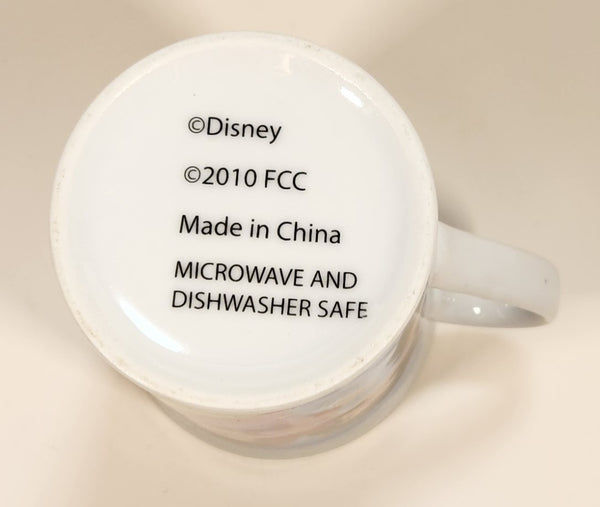 ©Disney
©2010 FCC
Made in China
MICROWAVE AND
DISHWASHER SAFE